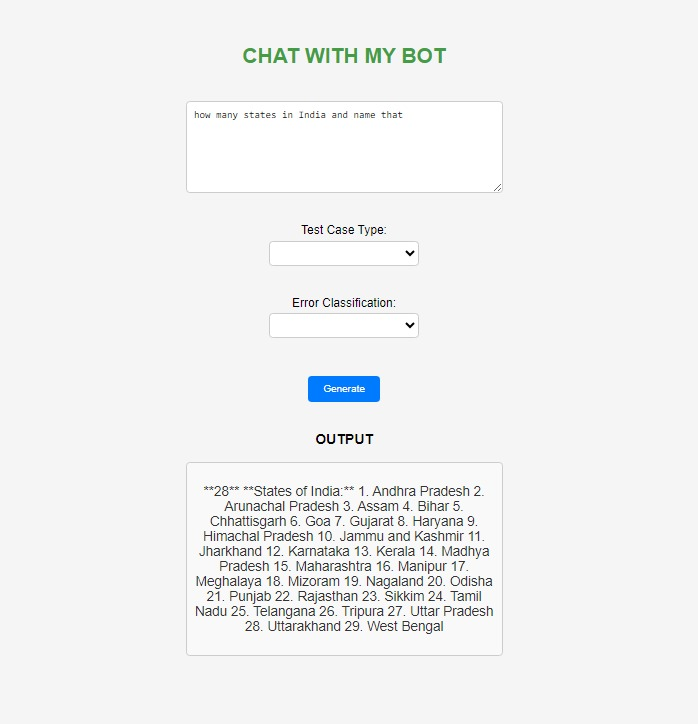 CHAT WITH MY BOT
how many states in India and name that
Test Case Type:
Error Classification:
Generate
OUTPUT
**28** **States of India:** 1. Andhra Pradesh 2.
Arunachal Pradesh 3. Assam 4. Bihar 5.
Chhattisgarh 6. Goa 7. Gujarat 8. Haryana 9.
Himachal Pradesh 10. Jammu and Kashmir 11.
Jharkhand 12. Karnataka 13. Kerala 14. Madhya
Pradesh 15. Maharashtra 16. Manipur 17.
Meghalaya 18. Mizoram 19. Nagaland 20. Odisha
21. Punjab 22. Rajasthan 23. Sikkim 24. Tamil
Nadu 25. Telangana 26. Tripura 27. Uttar Pradesh
28. Uttarakhand 29. West Bengal